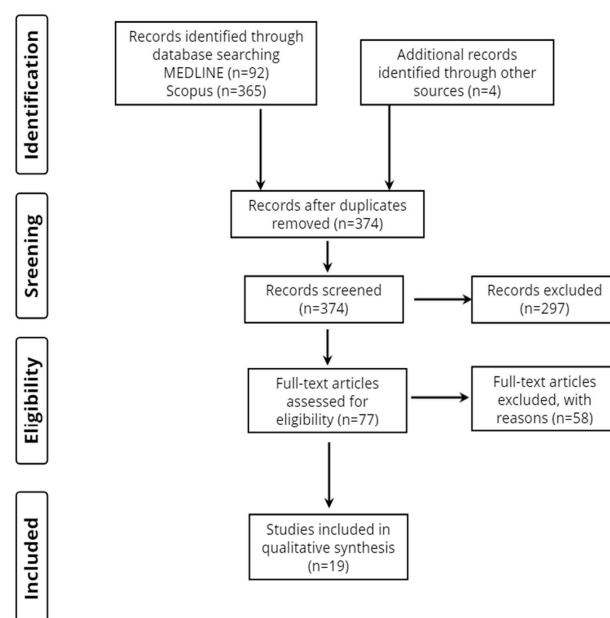 Identification
Records identified through
database searching
MEDLINE (n=92)
Scopus (n=365)
Additional records
identified through other
sources (n=4)
Sreening
Records after duplicates
removed (n=374)
Records screened
(n=374)
Records excluded
(n=297)
Eligibility
Full-text articles
assessed for
eligibility (n=77)
Full-text articles
excluded, with
reasons (n=58)
Included
Studies included in
qualitative synthesis
(n=19)